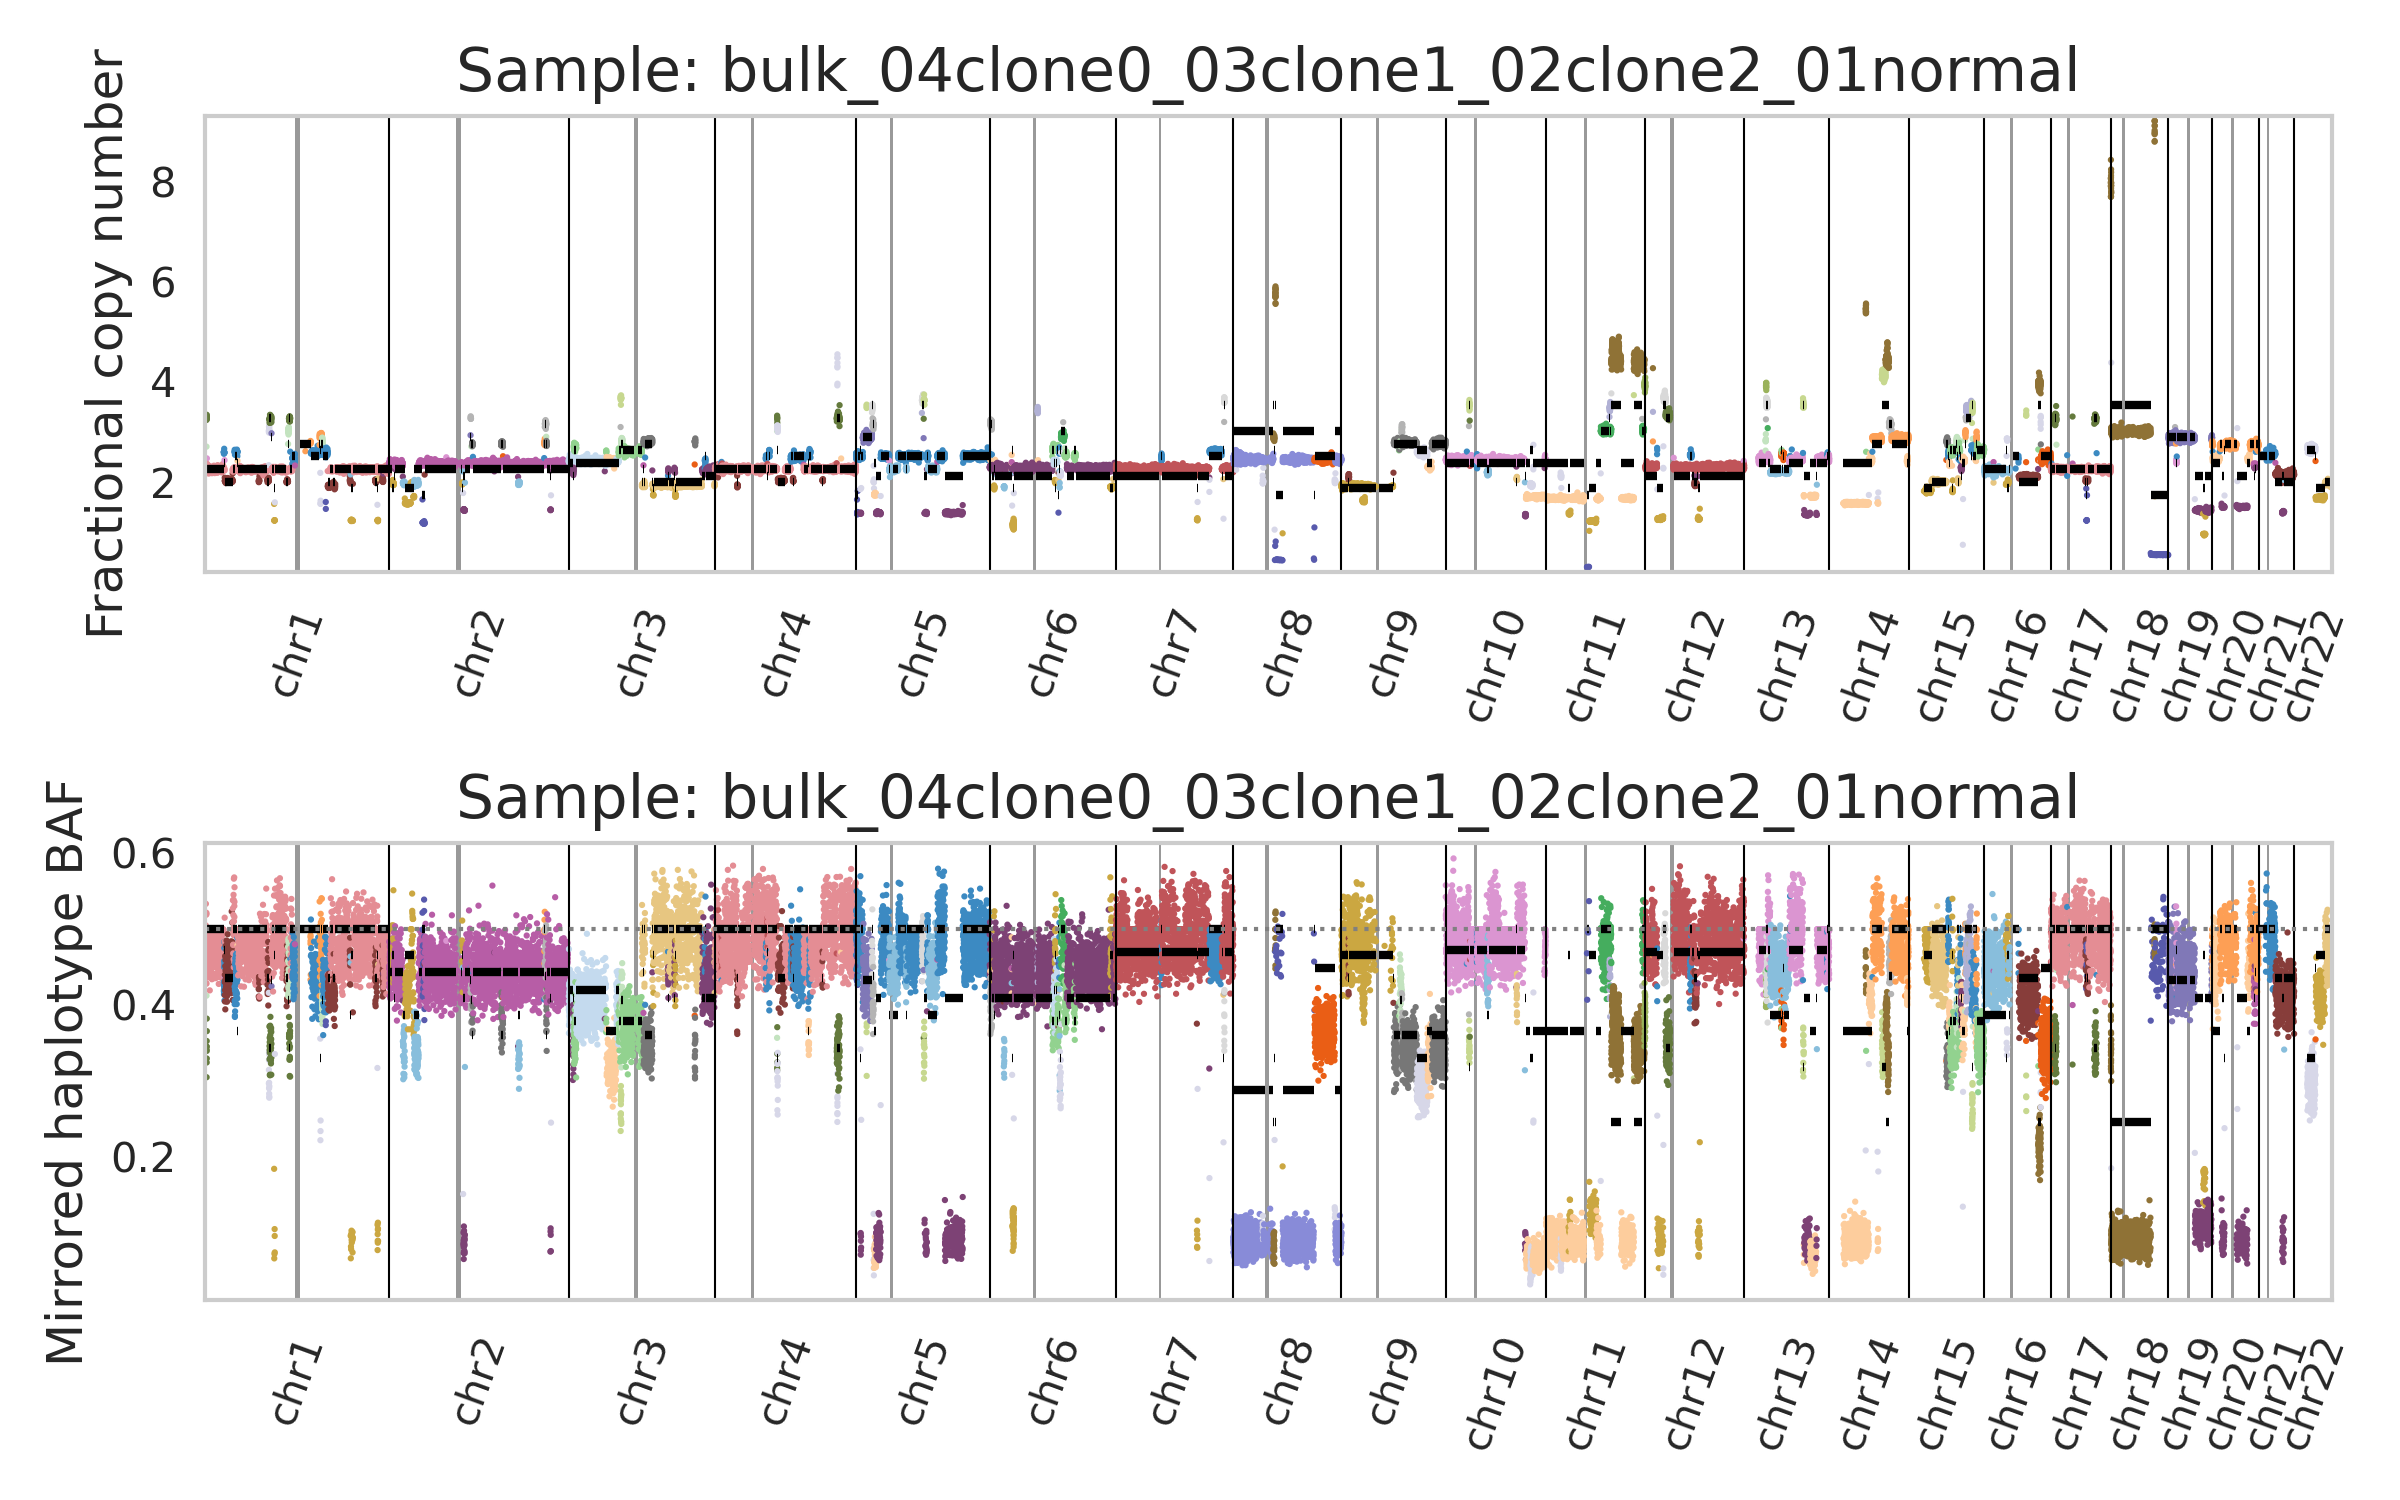 Sample: bulk_04clone0_03clone1_02clone2_01normal
Fractional copy number
8
6
4
2
chr1 chr2 chr3 chr4 chr5 chr6 chr7 chr8 chr9 chr10 chr11 chr12 chr13 chr14 chr15 chr16 chr17 chr18 chr19 chr20 chr21 chr22
Sample: bulk_04clone0_03clone1_02clone2_01normal
Mirrored haplotype BAF
0.6
0.4
0.2
chr1 chr2 chr3 chr4 chr5 chr6 chr7 chr8 chr9 chr10 chr11 chr12 chr13 chr14 chr15 chr16 chr17 chr18 chr19 chr20 chr21 chr22